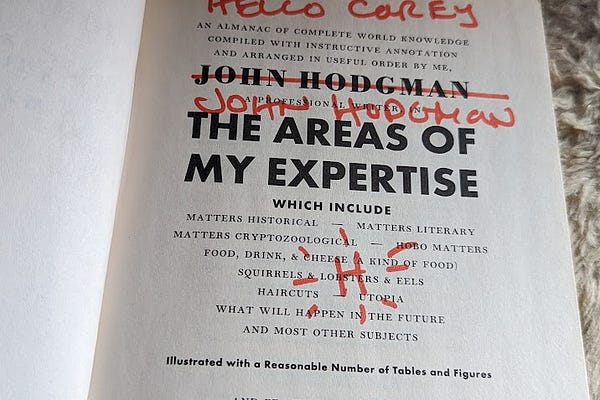 HELLO COREY
AN ALMANAC OF COMPLETE WORLD KNOWLEDGE
COMPILED WITH INSTRUCTIVE ANNOTATION
AND ARRANGED IN USEFUL ORDER BY ME,
JOHN HODGMAN
A PROFESSIONAL WRITER, IN
JOHN HODGMAN
THE AREAS OF
MY EXPERTISE
WHICH INCLUDE
MATTERS HISTORICAL — MATTERS LITERARY
MATTERS CRYPTOZOOLOGICAL — HOBO MATTERS
FOOD, DRINK, & CHEESE (A KIND OF FOOD)
H
SQUIRRELS & LOBSTERS & EELS
HAIRCUTS — UTOPIA
WHAT WILL HAPPEN IN THE FUTURE
AND MOST OTHER SUBJECTS
Illustrated with a Reasonable Number of Tables and Figures